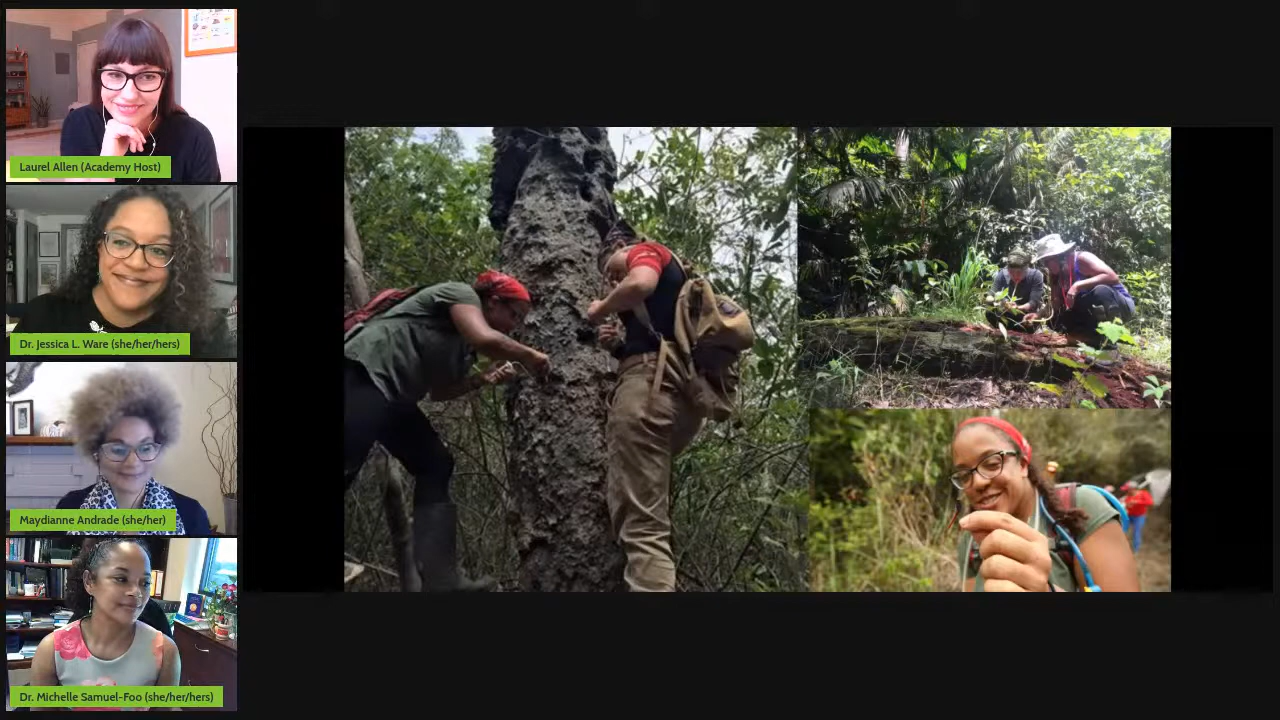 Laurel Allen (Academy Host)
Dr. Jessica L. Ware (she/her/hers)
Maydianne Andrade (she/her)
Dr. Michelle Samuel-Foo (she/her/hers)